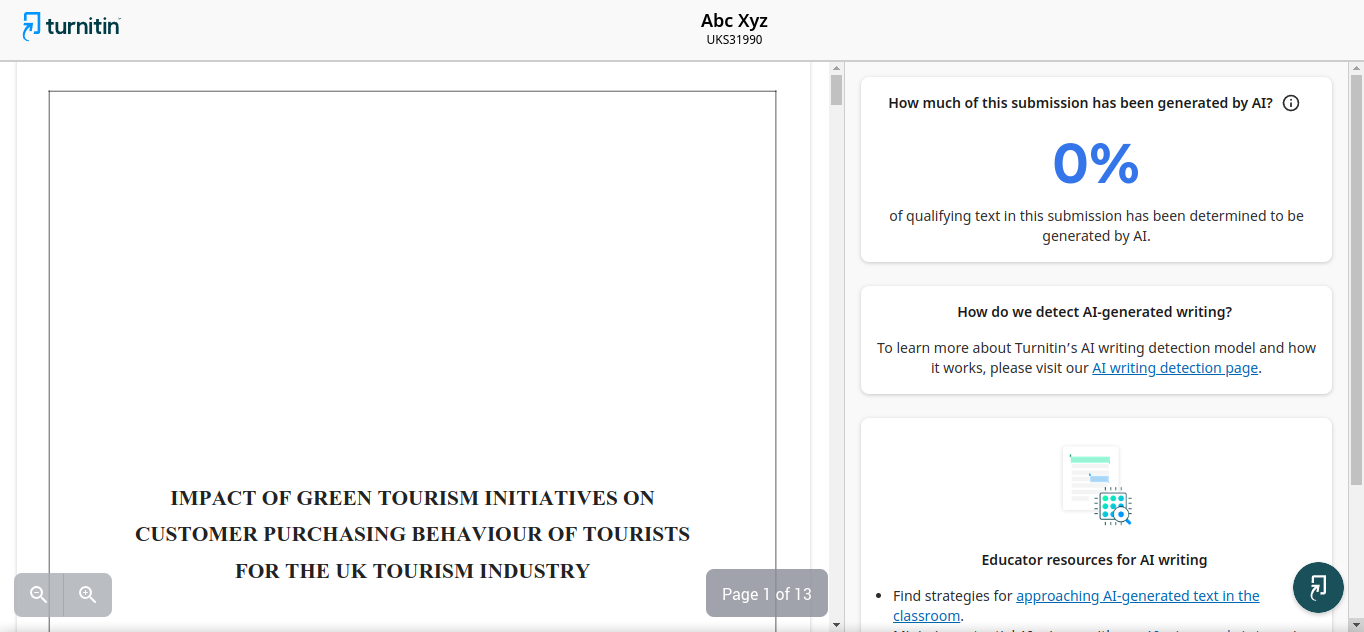 turnitin
Abc Xyz
UKS31990
IMPACT OF GREEN TOURISM INITIATIVES ON
CUSTOMER PURCHASING BEHAVIOUR OF TOURISTS
FOR THE UK TOURISM INDUSTRY
Page 1 of 13
How much of this submission has been generated by AI?
0%
of qualifying text in this submission has been determined to be
generated by AI.
How do we detect AI-generated writing?
To learn more about Turnitin’s AI writing detection model and how
it works, please visit our AI writing detection page.
Educator resources for AI writing
• Find strategies for approaching AI-generated text in the
classroom.